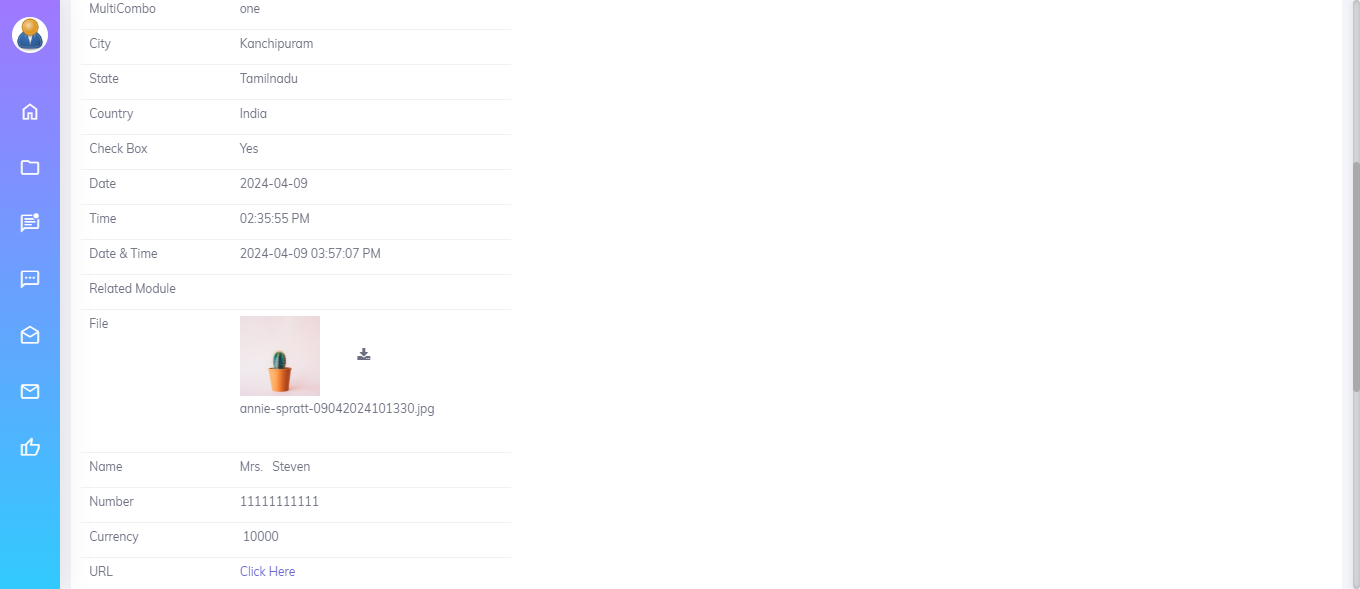 MultiCombo one
City Kanchipuram
State Tamilnadu
Country India
Check Box Yes
Date 2024-04-09
Time 02:35:55 PM
Date & Time 2024-04-09 03:57:07 PM
Related Module
File
annie-spratt-09042024101330.jpg
Name Mrs. Steven
Number 11111111111
Currency 10000
URL Click Here